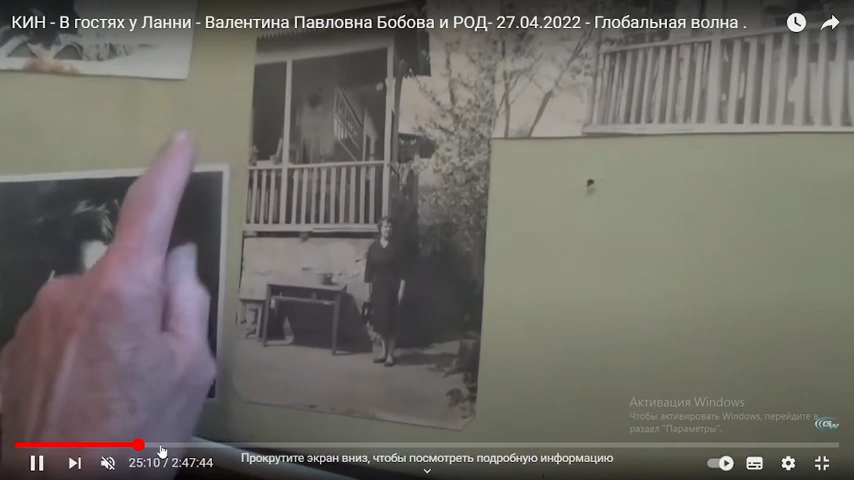 КИН - В гостях у Ланни - Валентина Павловна Бобова и РОД- 27.04.2022 - Глобальная волна .
Активация Windows
Чтобы активировать Windows, перейдите в
раздел "Параметры".
GW
25:10 / 2:47:44
Прокрутите экран вниз, чтобы посмотреть подробную информацию